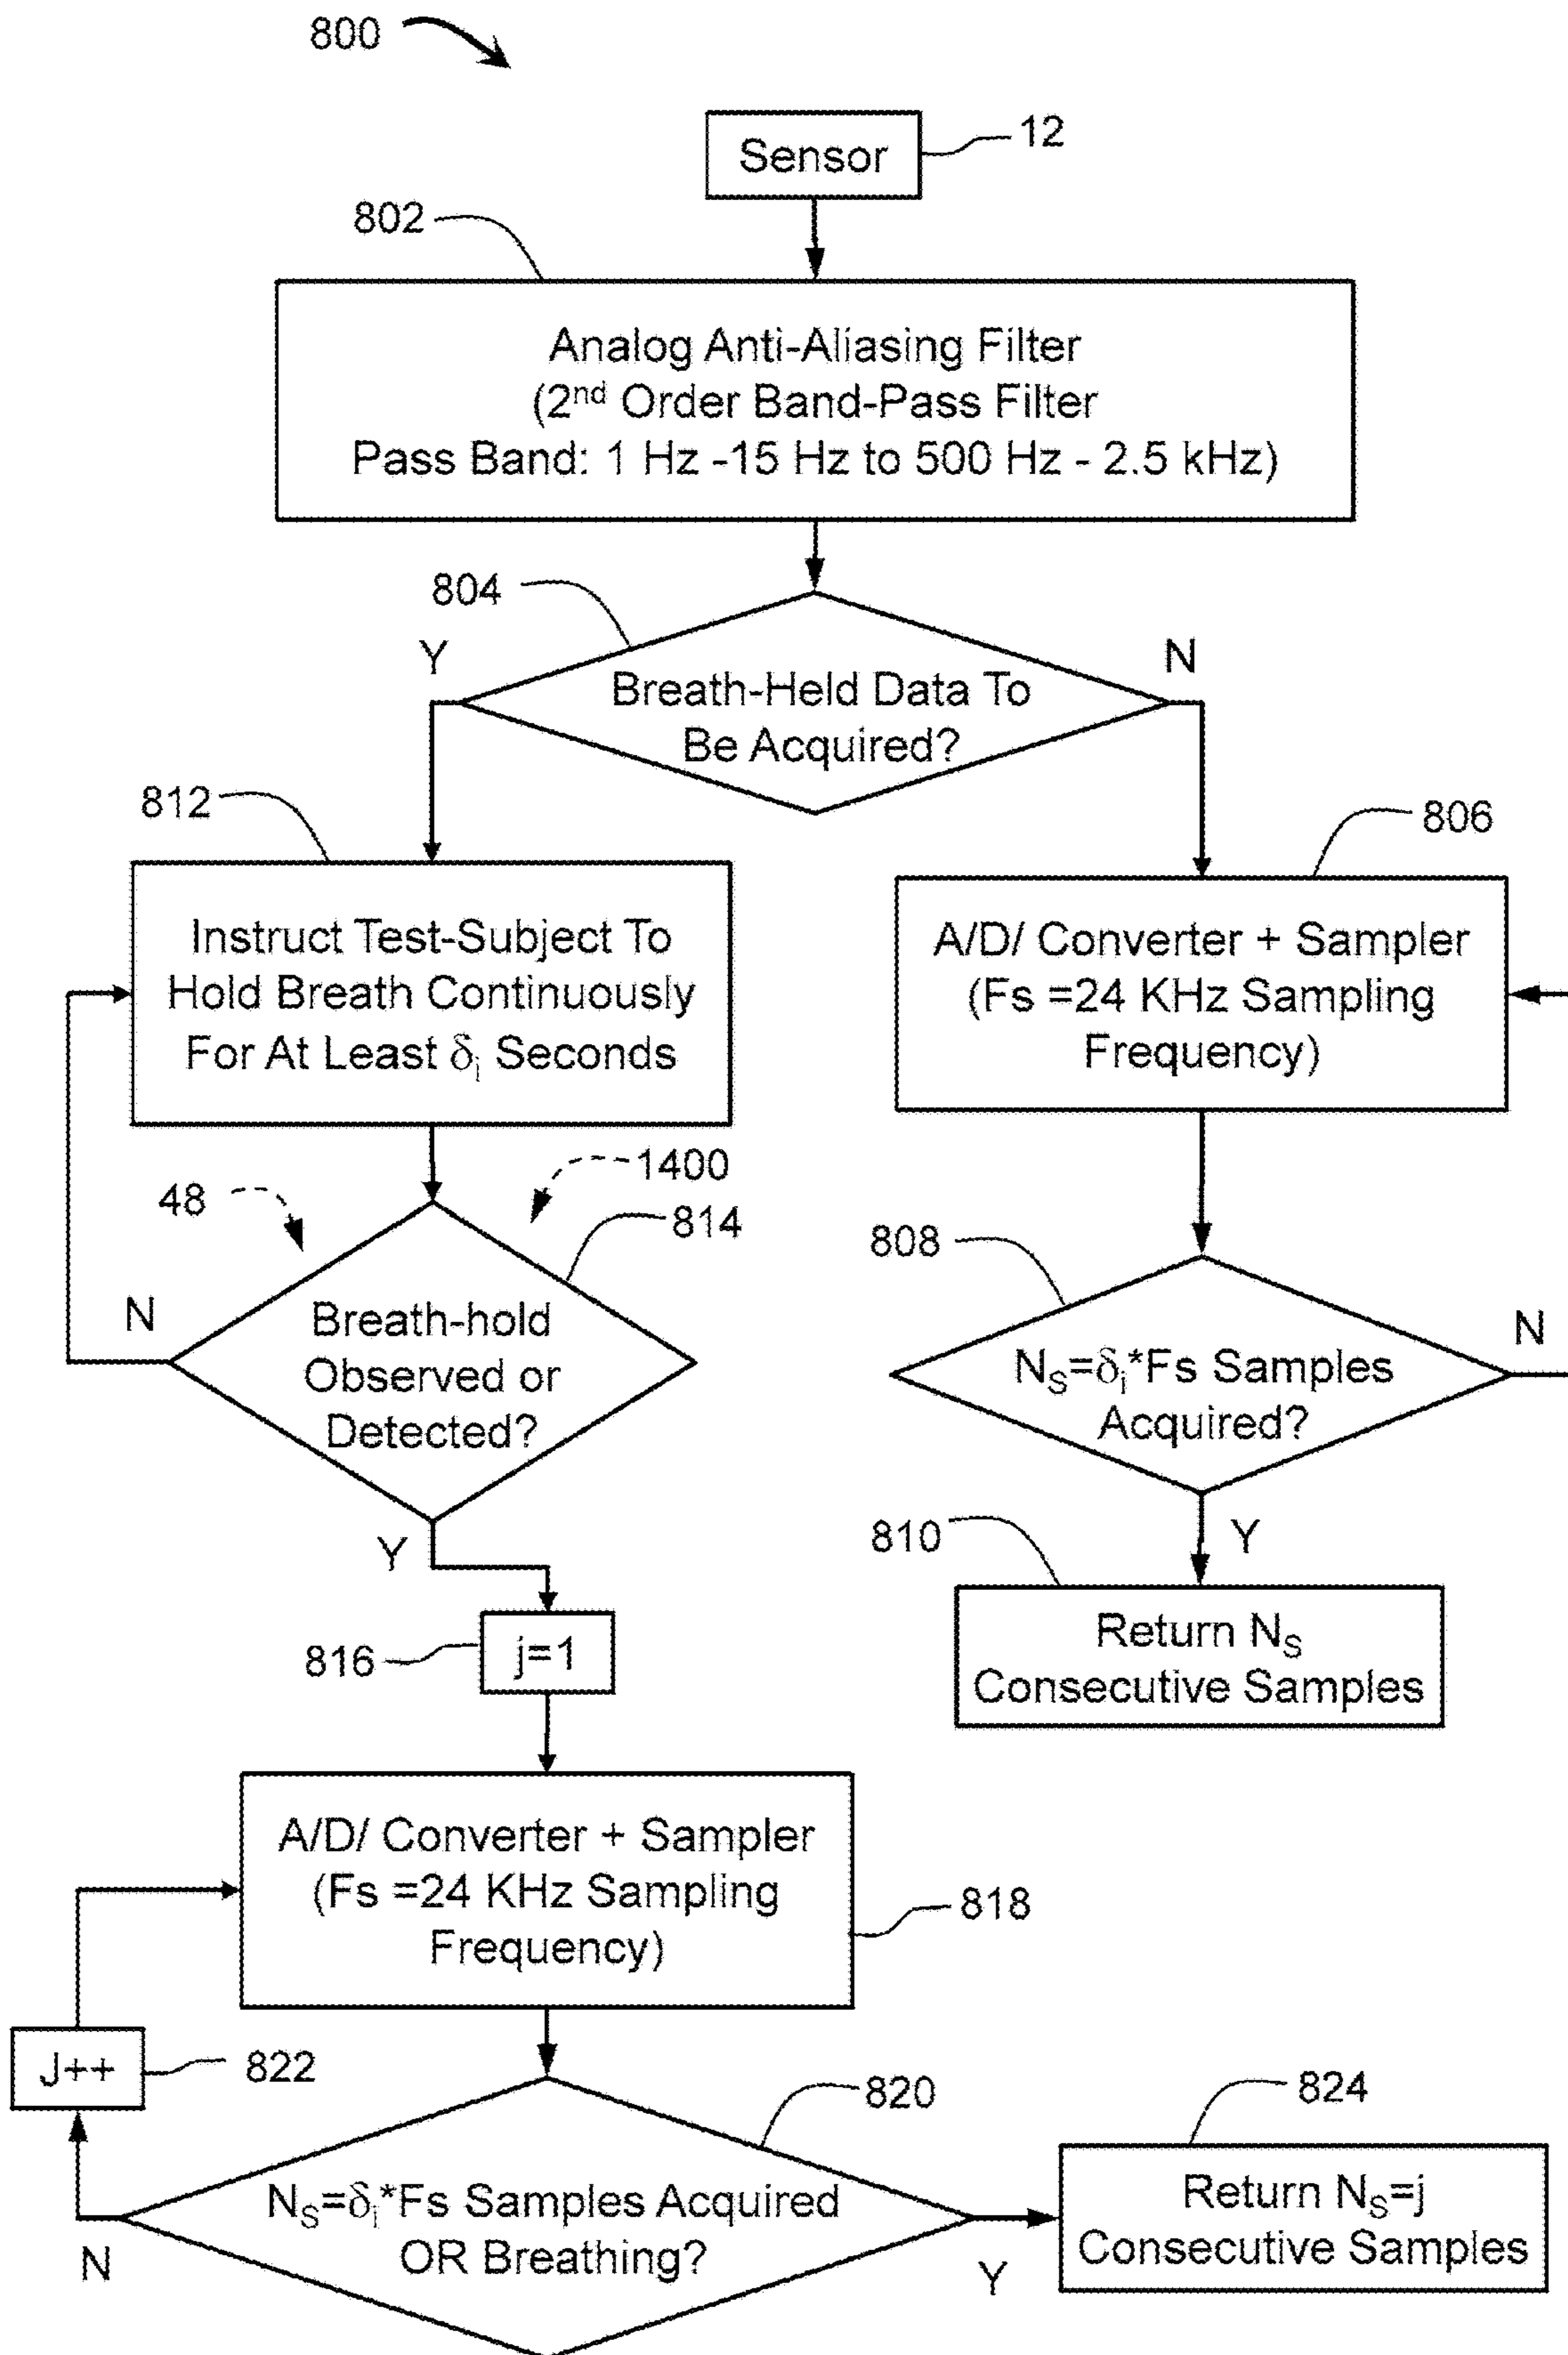 800
Sensor
12
802
Analog Anti-Aliasing Filter
(2nd Order Band-Pass Filter
Pass Band: 1 Hz -15 Hz to 500 Hz - 2.5 kHz)
804
Y
N
Breath-Held Data To
Be Acquired?
812
806
Instruct Test-Subject To
Hold Breath Continuously
For At Least δi Seconds
A/D/ Converter + Sampler
(Fs =24 KHz Sampling
Frequency)
48
1400
814
808
N
Breath-hold
Observed or
Detected?
N
NS=δi*Fs Samples
Acquired?
Y
810
Y
816
j=1
Return NS
Consecutive Samples
A/D/ Converter + Sampler
(Fs =24 KHz Sampling
Frequency)
818
J++
822
820
824
NS=δi*Fs Samples Acquired
OR Breathing?
N
Y
Return NS=j
Consecutive Samples